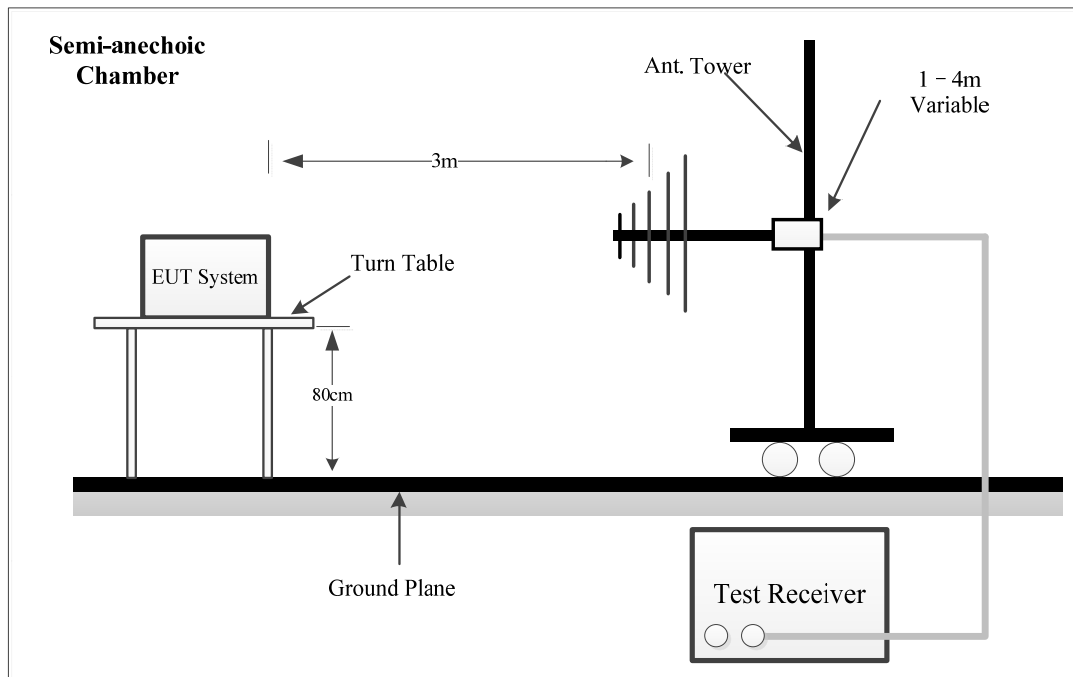 Semi-anechoic
Chamber
Ant. Tower
1 – 4m
Variable
3m
EUT System
Turn Table
80cm
Ground Plane
Test Receiver